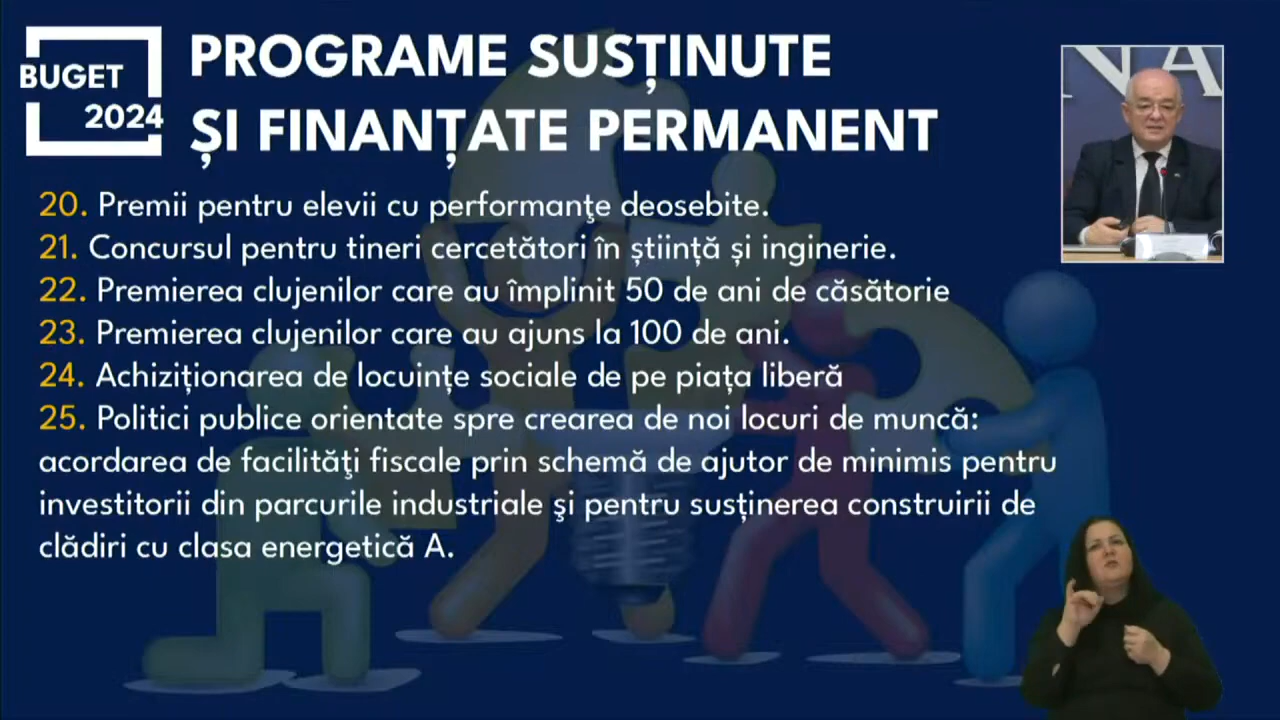 BUGET
2024
PROGRAME SUSȚINUTE
ȘI FINANȚATE PERMANENT
20. Premii pentru elevii cu performanţe deosebite.
21. Concursul pentru tineri cercetători în știință și inginerie.
22. Premierea clujenilor care au împlinit 50 de ani de căsătorie
23. Premierea clujenilor care au ajuns la 100 de ani.
24. Achiziționarea de locuințe sociale de pe piața liberă
25. Politici publice orientate spre crearea de noi locuri de muncă:
acordarea de facilităţi fiscale prin schemă de ajutor de minimis pentru
investitorii din parcurile industriale şi pentru susținerea construirii de
clădiri cu clasa energetică A.
NA